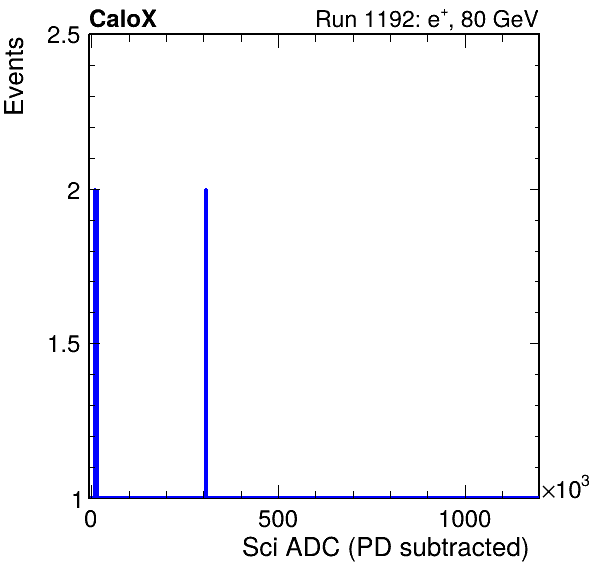 CaloX Run 1192: e⁺, 80 GeV
Events
2.5
2
1.5
1
0 500 1000 ×10³
Sci ADC (PD subtracted)